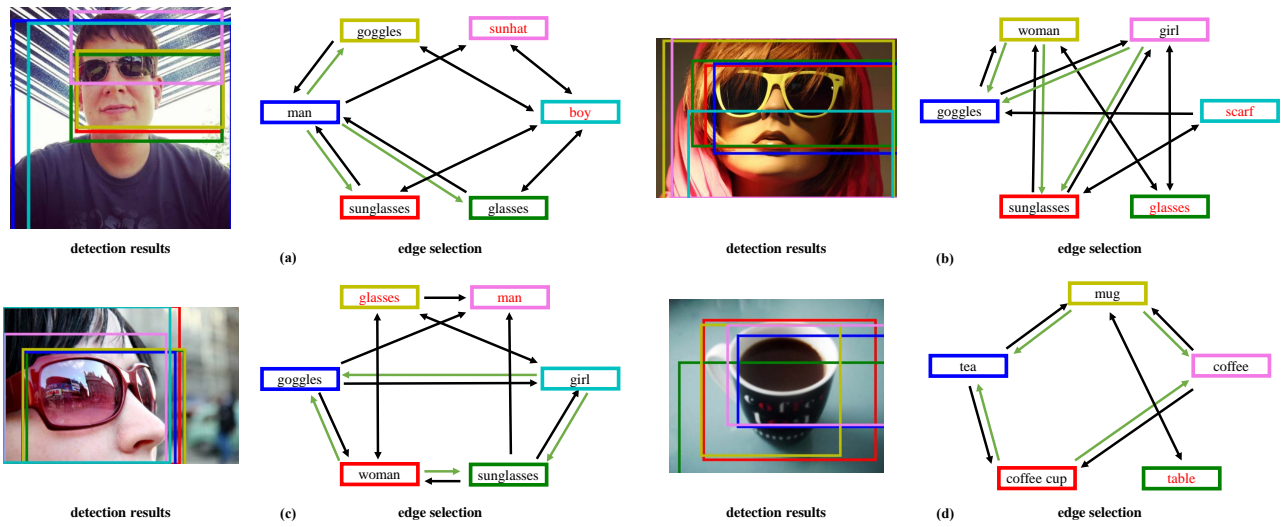 goggles
sunhat
man
boy
sunglasses
glasses
detection results
(a)
edge selection
woman
girl
goggles
scarf
sunglasses
glasses
detection results
edge selection
(b)
glasses
man
goggles
girl
woman
sunglasses
detection results
(c)
edge selection
mug
tea
coffee
coffee cup
table
detection results
edge selection
(d)